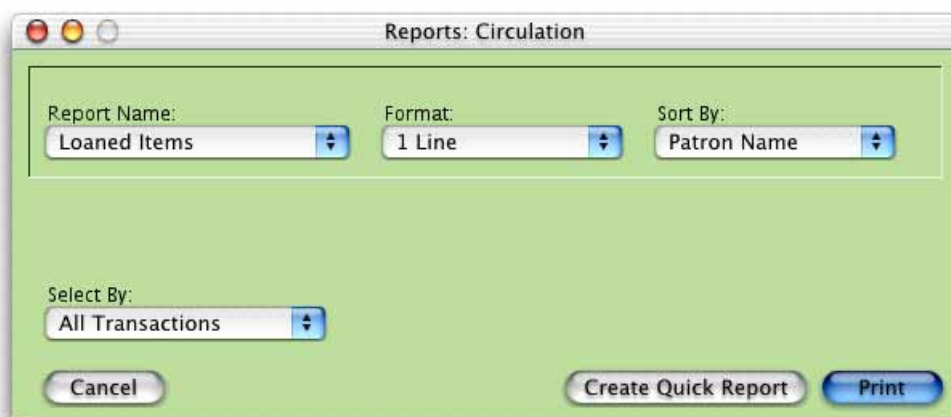 Reports: Circulation
Report Name: Format: Sort By:
Loaned Items 1 Line Patron Name
Select By:
All Transactions
Cancel Create Quick Report Print